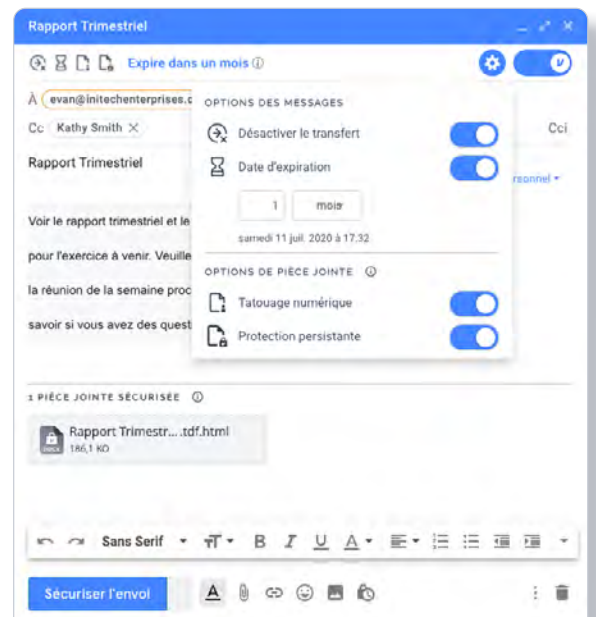 Rapport Trimestriel
Expire dans un mois
À evan@initechenterprises.c
Cc Kathy Smith
Cci
Rapport Trimestriel
rsonnel
Voir le rapport trimestriel et le
pour l'exercice à venir. Veuille
la réunion de la semaine proc
savoir si vous avez des quest
OPTIONS DES MESSAGES
Désactiver le transfert
Date d'expiration
1 mois
samedi 11 juil. 2020 à 17:32
OPTIONS DE PIÈCE JOINTE
Tatouage numérique
Protection persistante
1 PIÈCE JOINTE SÉCURISÉE
Rapport Trimestr... .tdf.html
186,1 KO
Sans Serif
B I U A
Sécuriser l'envoi
A